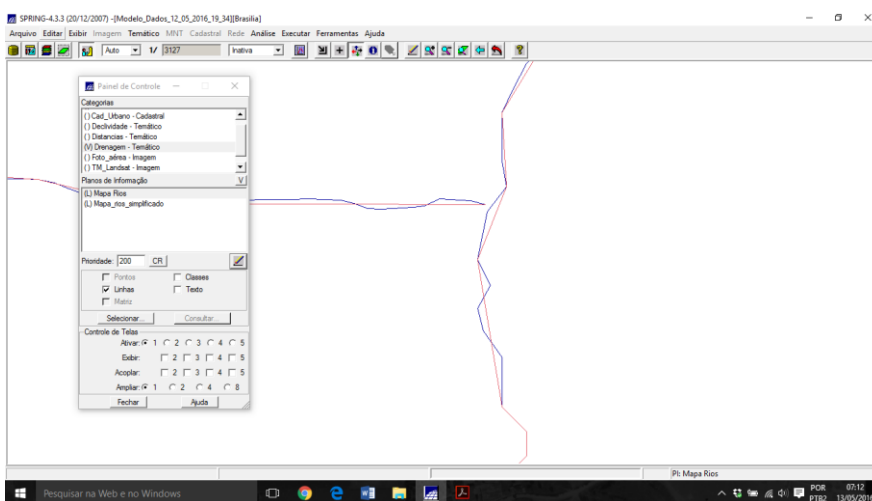 SPRING-4.3.3 (20/12/2007) -[Modelo_Dados_12_05_2016_19_34][Brasilia]
Arquivo Editar Exibir Imagem Temático MNT Cadastral Rede Análise Executar Ferramentas Ajuda
Auto 1/ 3127 Inativa
Painel de Controle
Categorias
( ) Cad_Urbano - Cadastral
( ) Declividade - Temático
( ) Distancias - Temático
(V) Drenagem - Temático
( ) Foto_aérea - Imagem
( ) TM_Landsat - Imagem
Planos de Informação V
(L) Mapa Rios
(L) Mapa_rios_simplificado
Prioridade: 200 CR
Pontos Classes
Linhas Texto
Matriz
Selecionar... Consultar...
Controle de Telas
Ativar: 1 2 3 4 5
Exibir: 2 3 4 5
Acoplar: 2 3 4 5
Ampliar: 1 2 4 8
Fechar Ajuda
PI: Mapa Rios
Pesquisar na Web e no Windows
POR 07:12
PTB2 13/05/2016